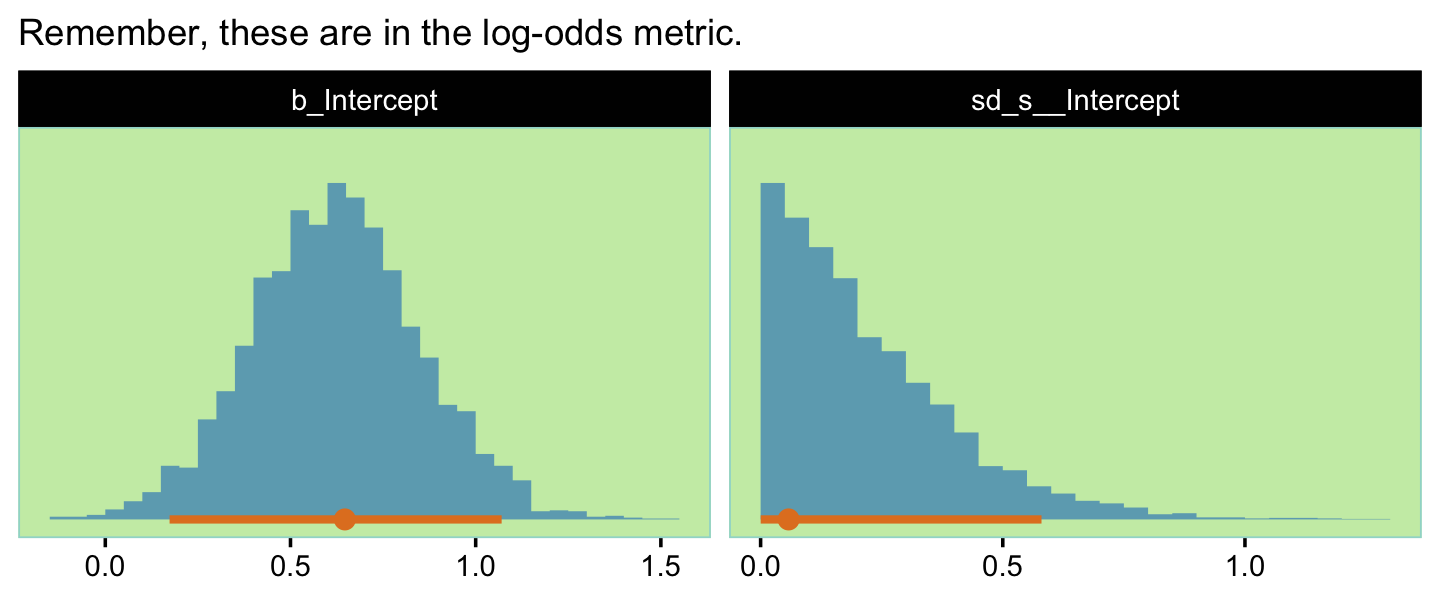 Remember, these are in the log-odds metric.
b_Intercept
sd_s__Intercept
0.0 0.5 1.0 1.5
0.0 0.5 1.0